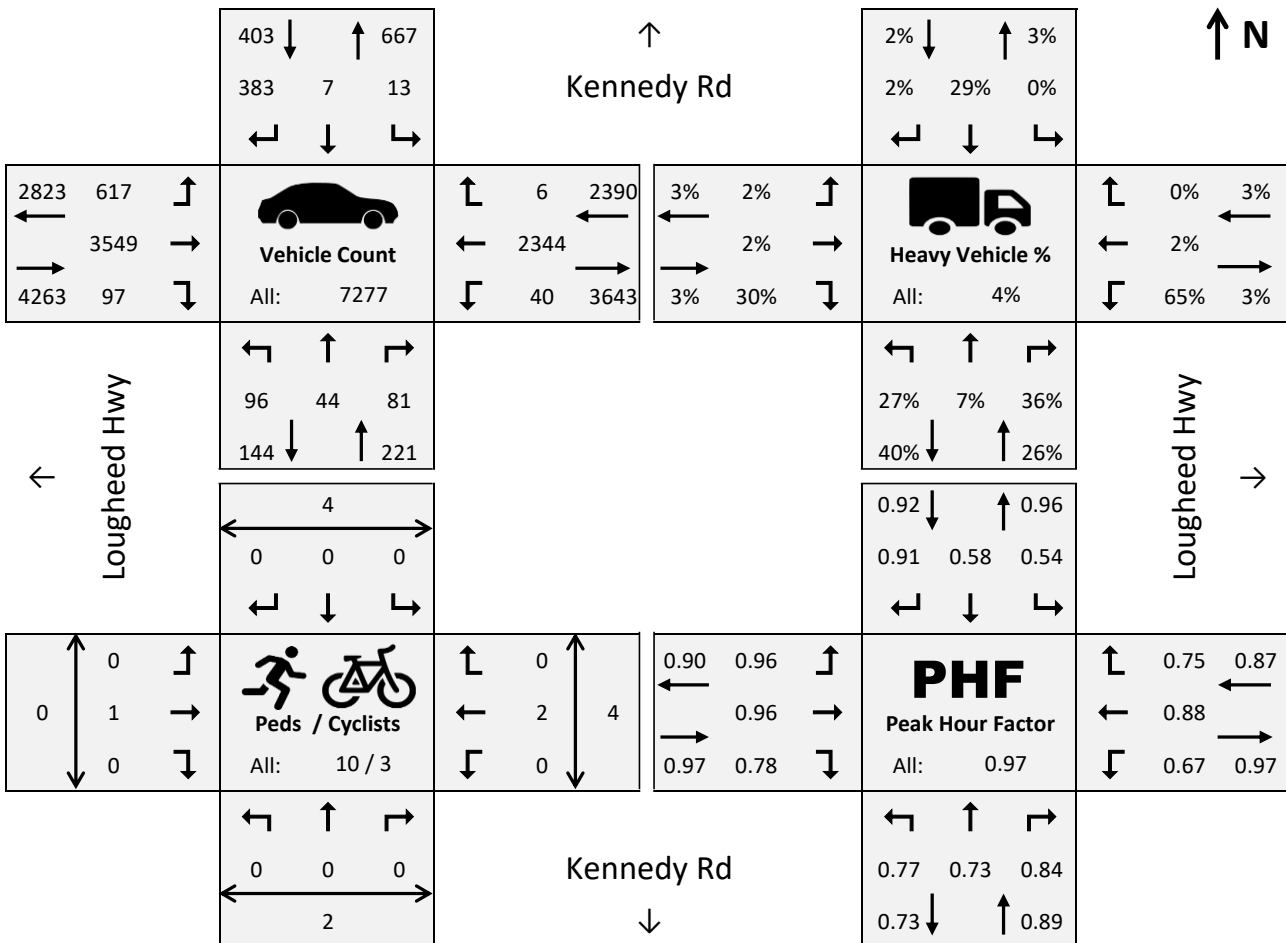 403 667 2% 3% N
383 7 13 Kennedy Rd 2% 29% 0%
2823 617 6 2390 3% 2% 0% 3%
3549 2344 2% 2%
Vehicle Count Heavy Vehicle %
4263 97 All: 7277 40 3643 3% 30% All: 4% 65% 3%
96 44 81 27% 7% 36%
144 221 40% 26%
Lougheed Hwy Lougheed Hwy
4 0.92 0.96
0 0 0 0.91 0.58 0.54
0 0 0.90 0.96 PHF 0.75 0.87
0 1 2 4 0.96 0.88
Peds / Cyclists Peak Hour Factor
0 All: 10 / 3 0 0.97 0.78 All: 0.97 0.67 0.97
0 0 0 Kennedy Rd 0.77 0.73 0.84
2 0.73 0.89